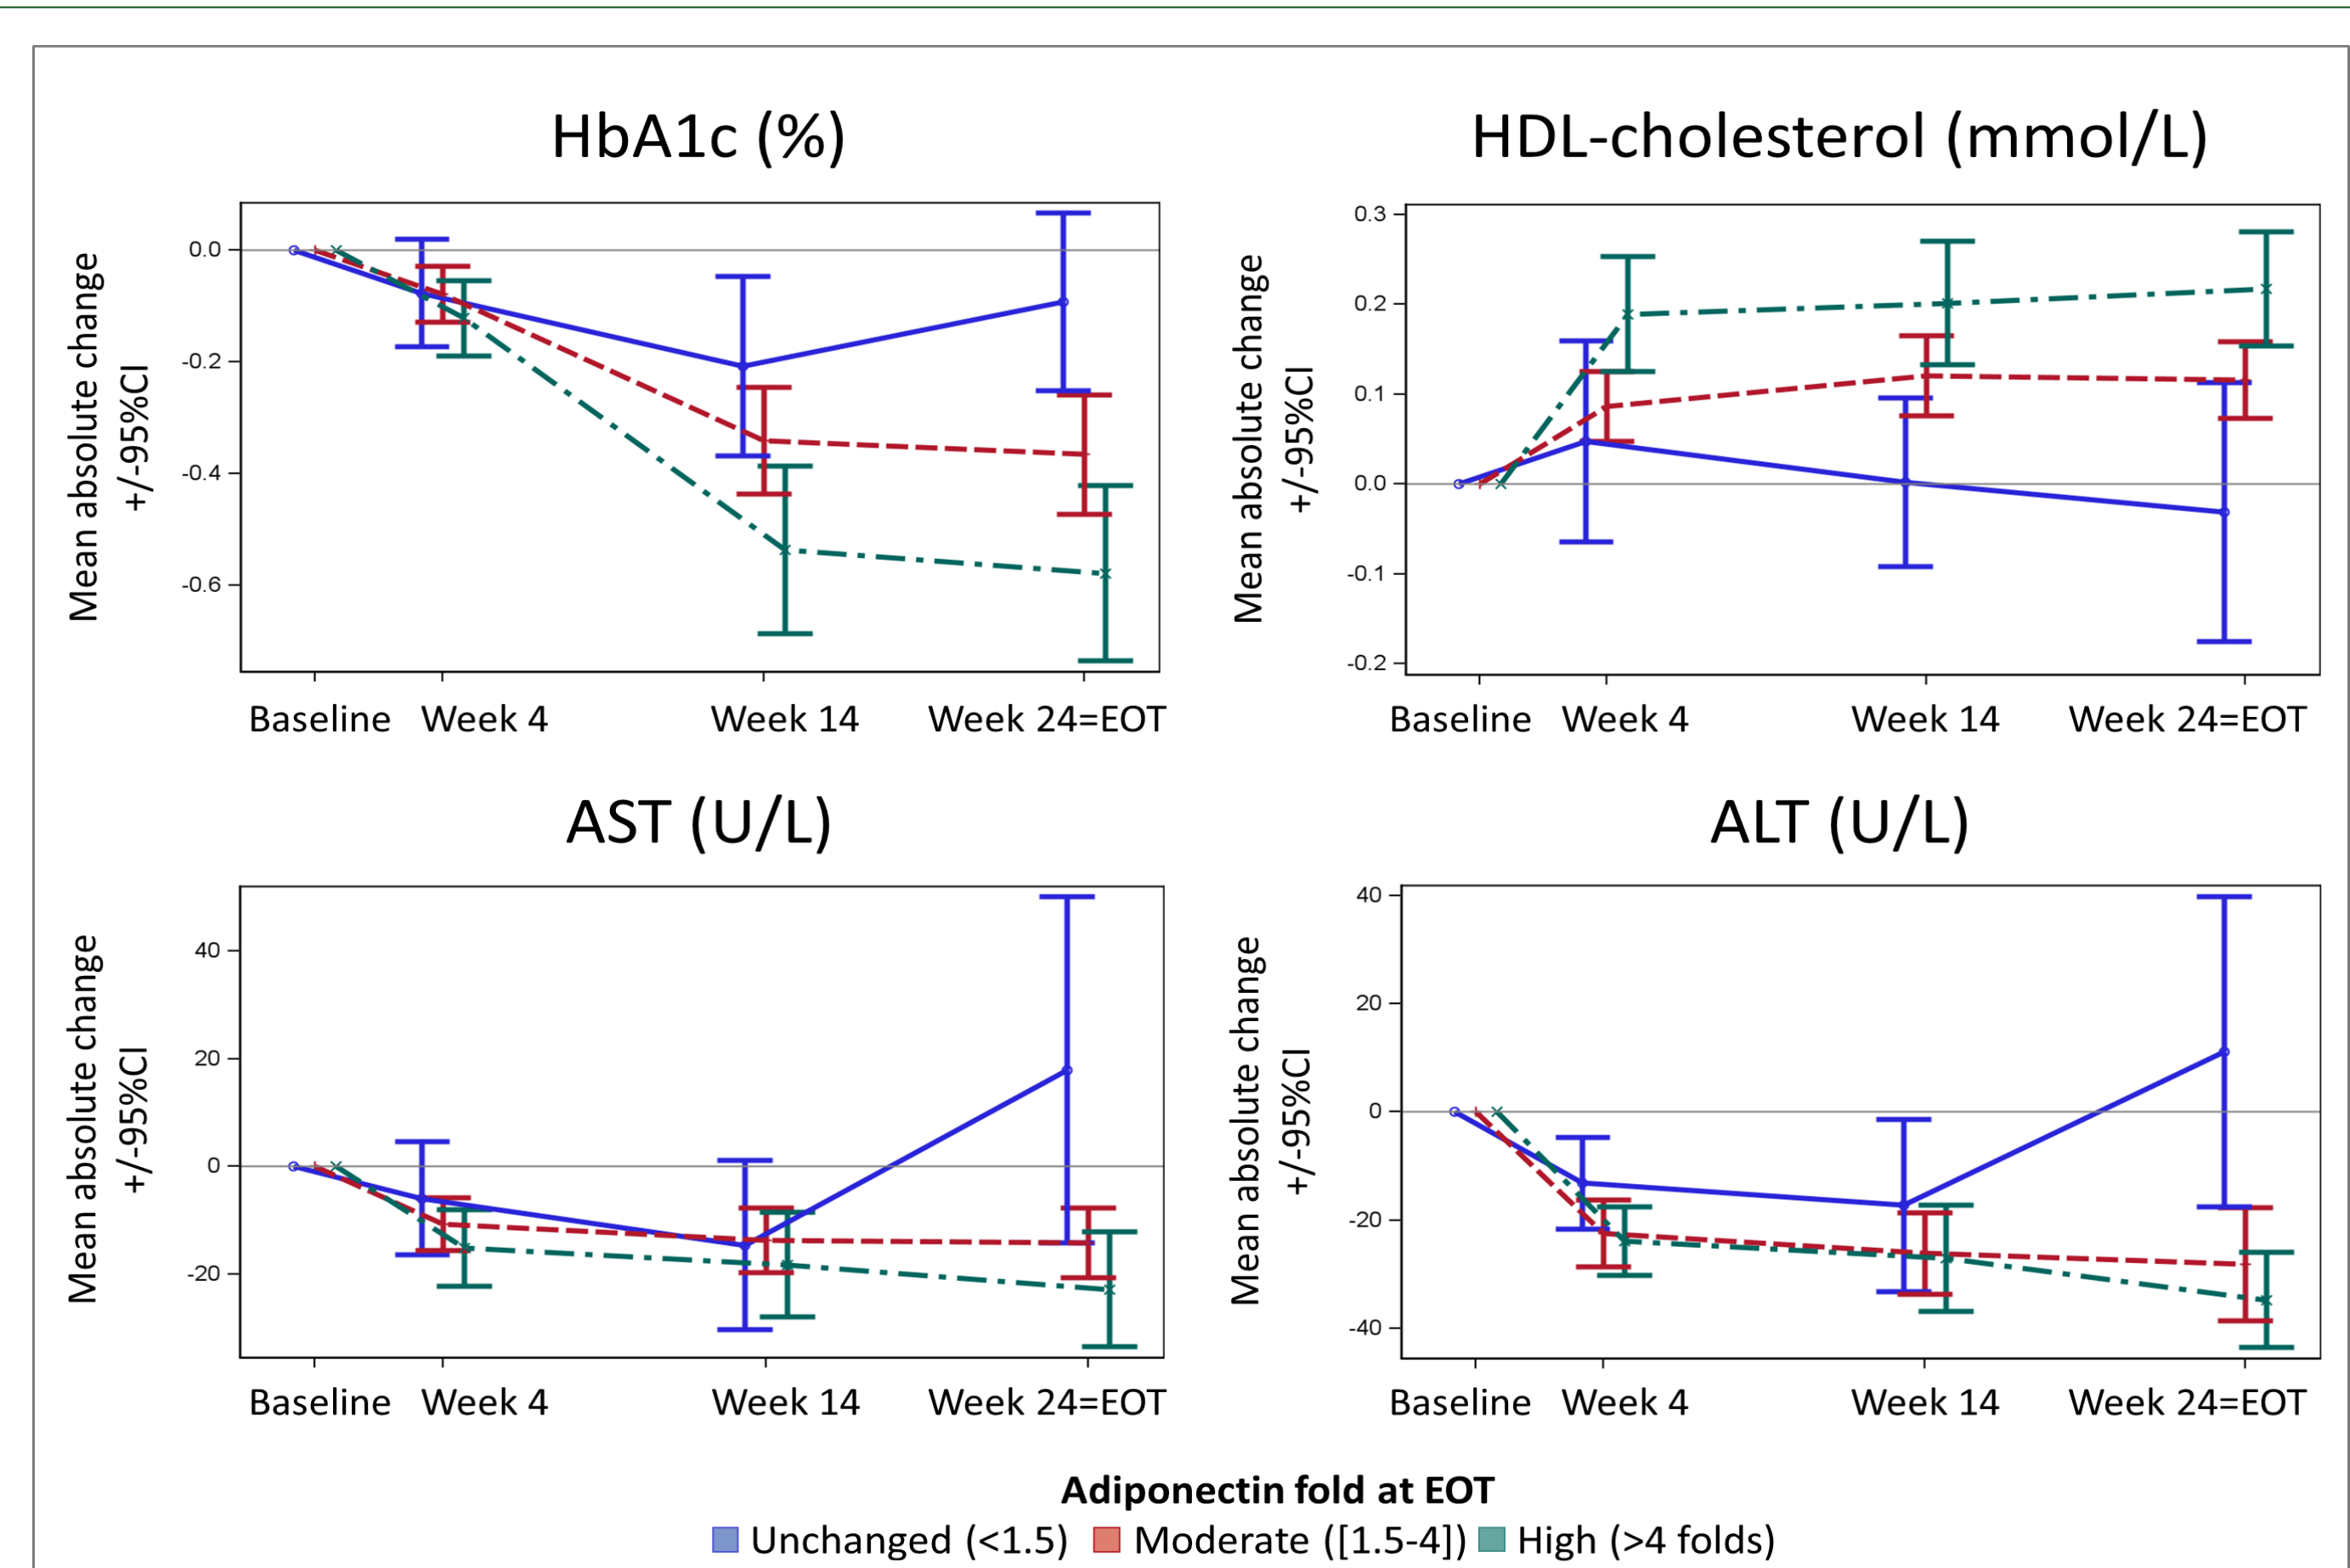 HbA1c (%)
Mean absolute change
+/-95%CI
0.0
-0.2
-0.4
-0.6
Baseline Week 4 Week 14 Week 24=EOT
HDL-cholesterol (mmol/L)
Mean absolute change
+/-95%CI
0.3
0.2
0.1
0.0
-0.1
-0.2
Baseline Week 4 Week 14 Week 24=EOT
AST (U/L)
Mean absolute change
+/-95%CI
40
20
0
-20
Baseline Week 4 Week 14 Week 24=EOT
ALT (U/L)
Mean absolute change
+/-95%CI
40
20
0
-20
-40
Baseline Week 4 Week 14 Week 24=EOT
Adiponectin fold at EOT
Unchanged (<1.5) Moderate ([1.5-4]) High (>4 folds)